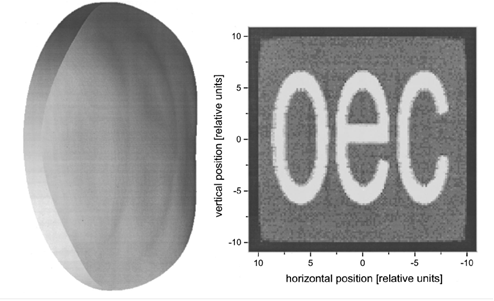 oec
10
5
0
-5
-10
vertical position [relative units]
10 5 0 -5 -10
horizontal position [relative units]